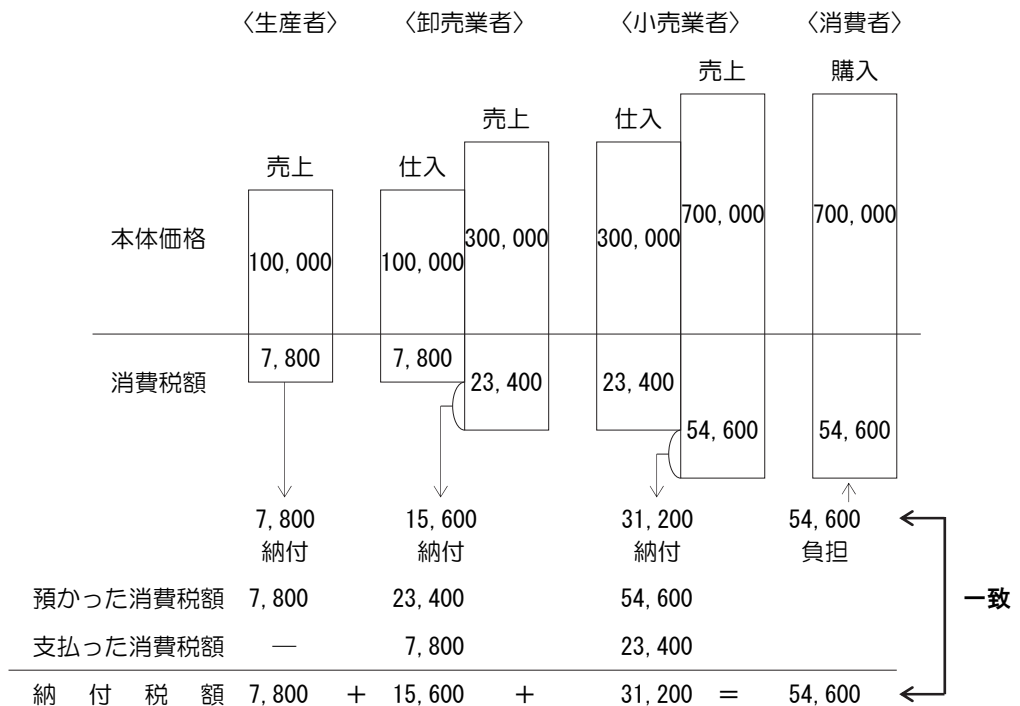 〈生産者〉 〈卸売業者〉 〈小売業者〉 〈消費者〉
売上 購入
売上 仕入
売上 仕入
本体価格 100,000 100,000 300,000 300,000 700,000 700,000
消費税額 7,800 7,800 23,400 23,400 54,600 54,600
7,800 15,600 31,200 54,600
納付 納付 納付 負担
預かった消費税額 7,800 23,400 54,600 一致
支払った消費税額 — 7,800 23,400
納付税額 7,800 + 15,600 + 31,200 = 54,600